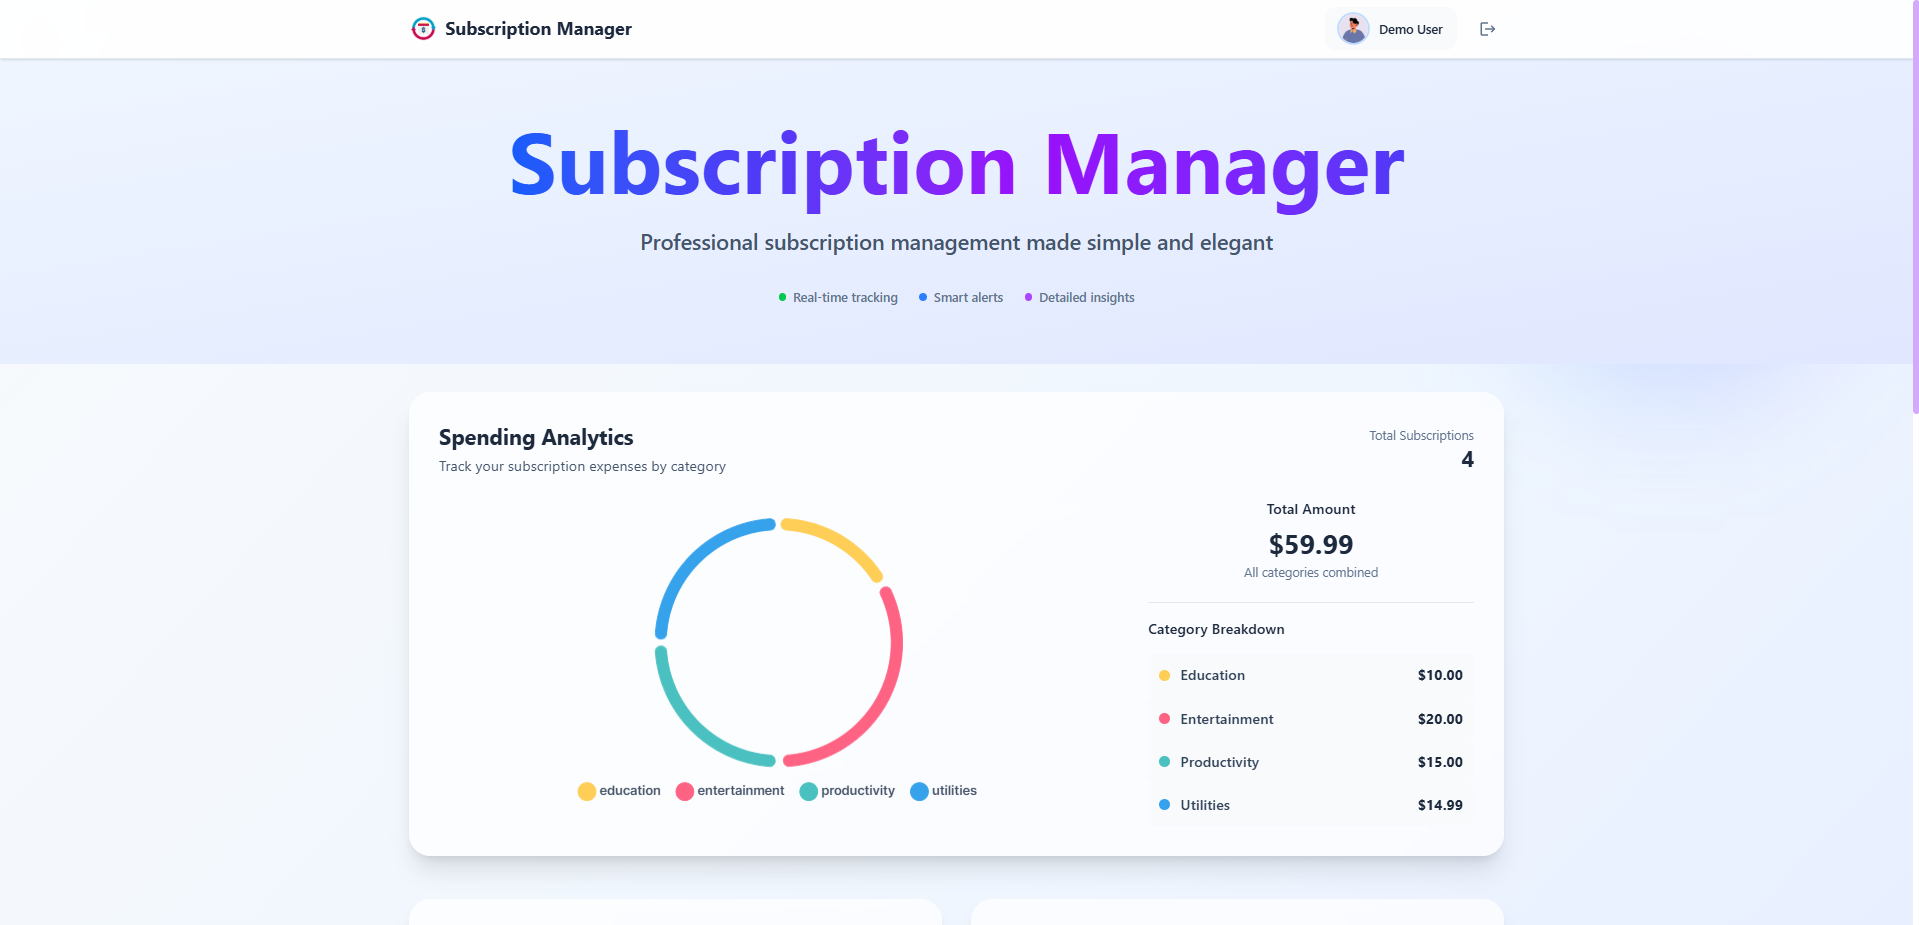 Subscription Manager
Demo User
Subscription Manager
Professional subscription management made simple and elegant
Real-time tracking
Smart alerts
Detailed insights
Spending Analytics
Track your subscription expenses by category
Total Subscriptions
4
education
entertainment
productivity
utilities
Total Amount
$59.99
All categories combined
Category Breakdown
Education $10.00
Entertainment $20.00
Productivity $15.00
Utilities $14.99